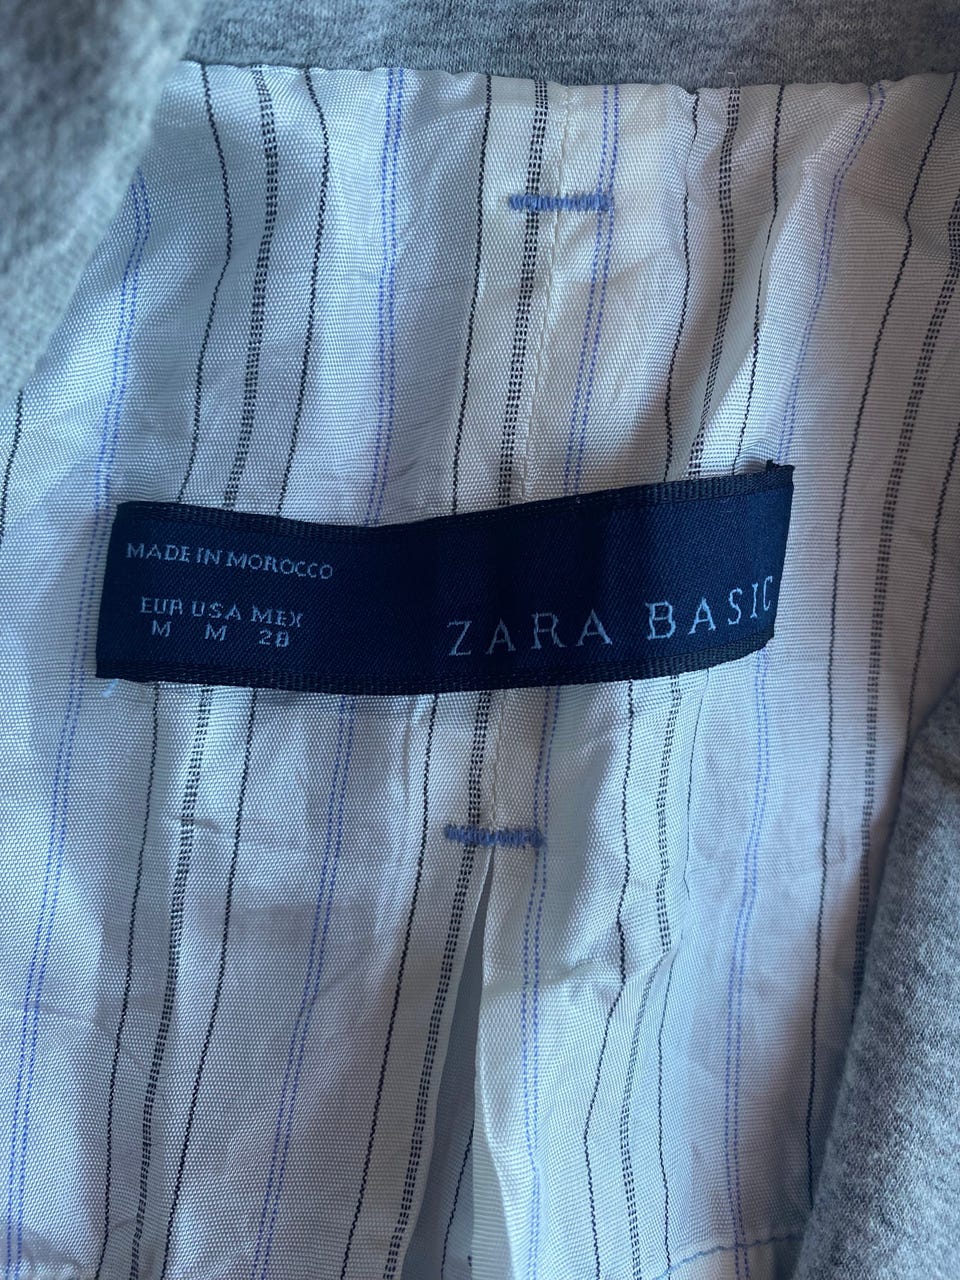 MADE IN MOROCCO
EUR USA MEX
M M 28
ZARA BASIC